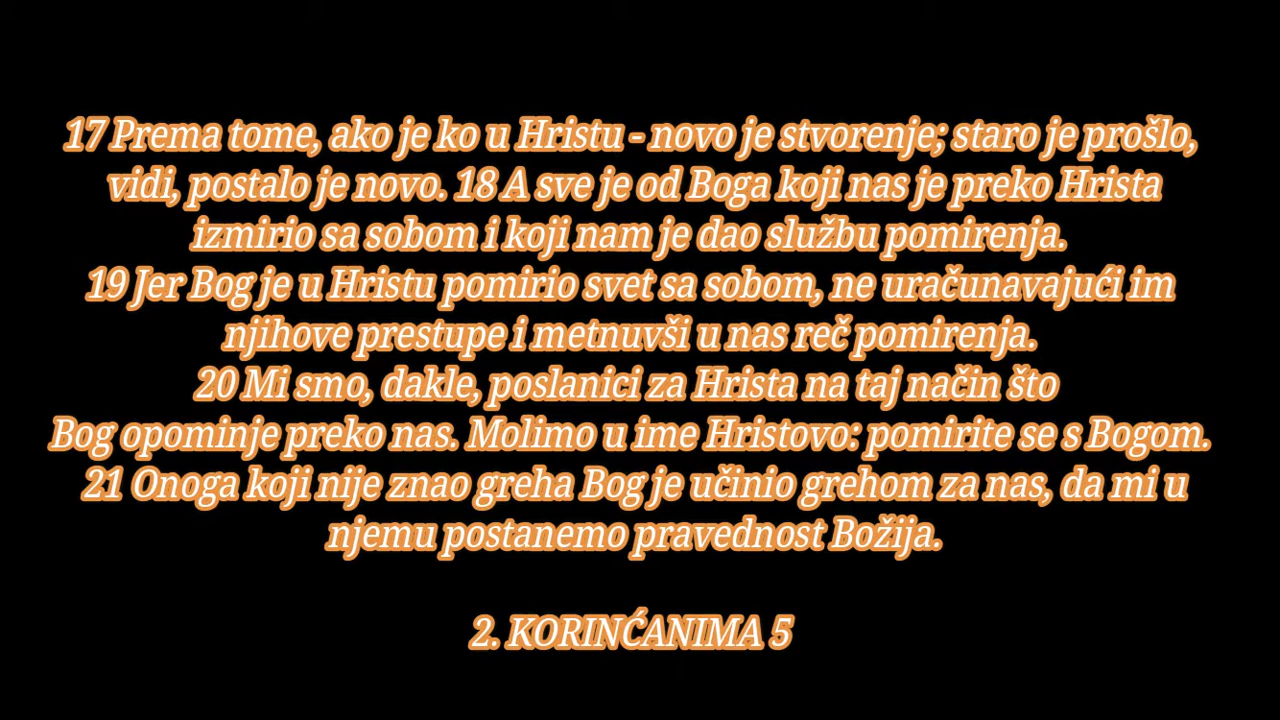 17 Prema tome, ako je ko u Hristu - novo je stvorenje; staro je prošlo,
vidi, postalo je novo. 18 A sve je od Boga koji nas je preko Hrista
izmirio sa sobom i koji nam je dao službu pomirenja.
19 Jer Bog je u Hristu pomirio svet sa sobom, ne uračunavajući im
njihove prestupe i metnuvši u nas reč pomirenja.
20 Mi smo, dakle, poslanici za Hrista na taj način što
Bog opominje preko nas. Molimo u ime Hristovo: pomirite se s Bogom.
21 Onoga koji nije znao greha Bog je učinio grehom za nas, da mi u
njemu postanemo pravednost Božija.
2. KORINĆANIMA 5